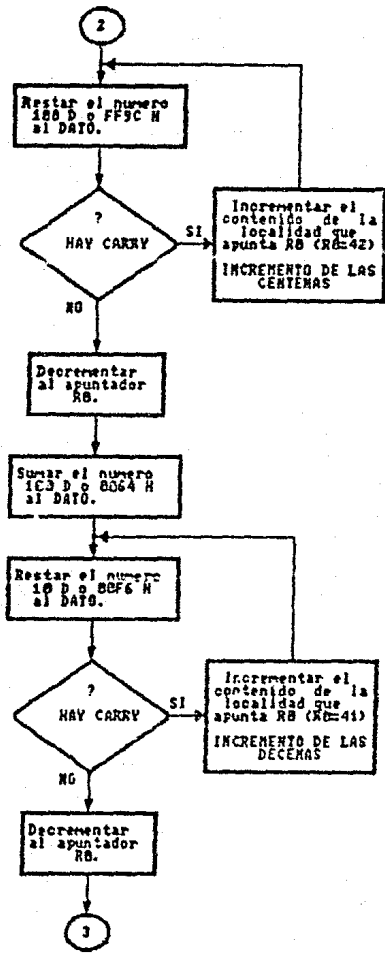 2
Restar el numero
100 D o FF9C H
al DATO.
?
HAY CARRY
SI
Incrementar el
contenido de la
localidad que
apunta R0 (R0=42)
INCREMENTO DE LAS
CENTENAS
NO
Decrementar
al apuntador
R0.
Sumar el numero
D o 0064 H
al DATO.
Restar el numero
10 D o 00F6 H
al DATO.
?
HAY CARRY
SI
Incrementar el
contenido de la
localidad que
apunta R0 (R0=41)
INCREMENTO DE LAS
DECENAS
NO
Decrementar
al apuntador
R0.
3